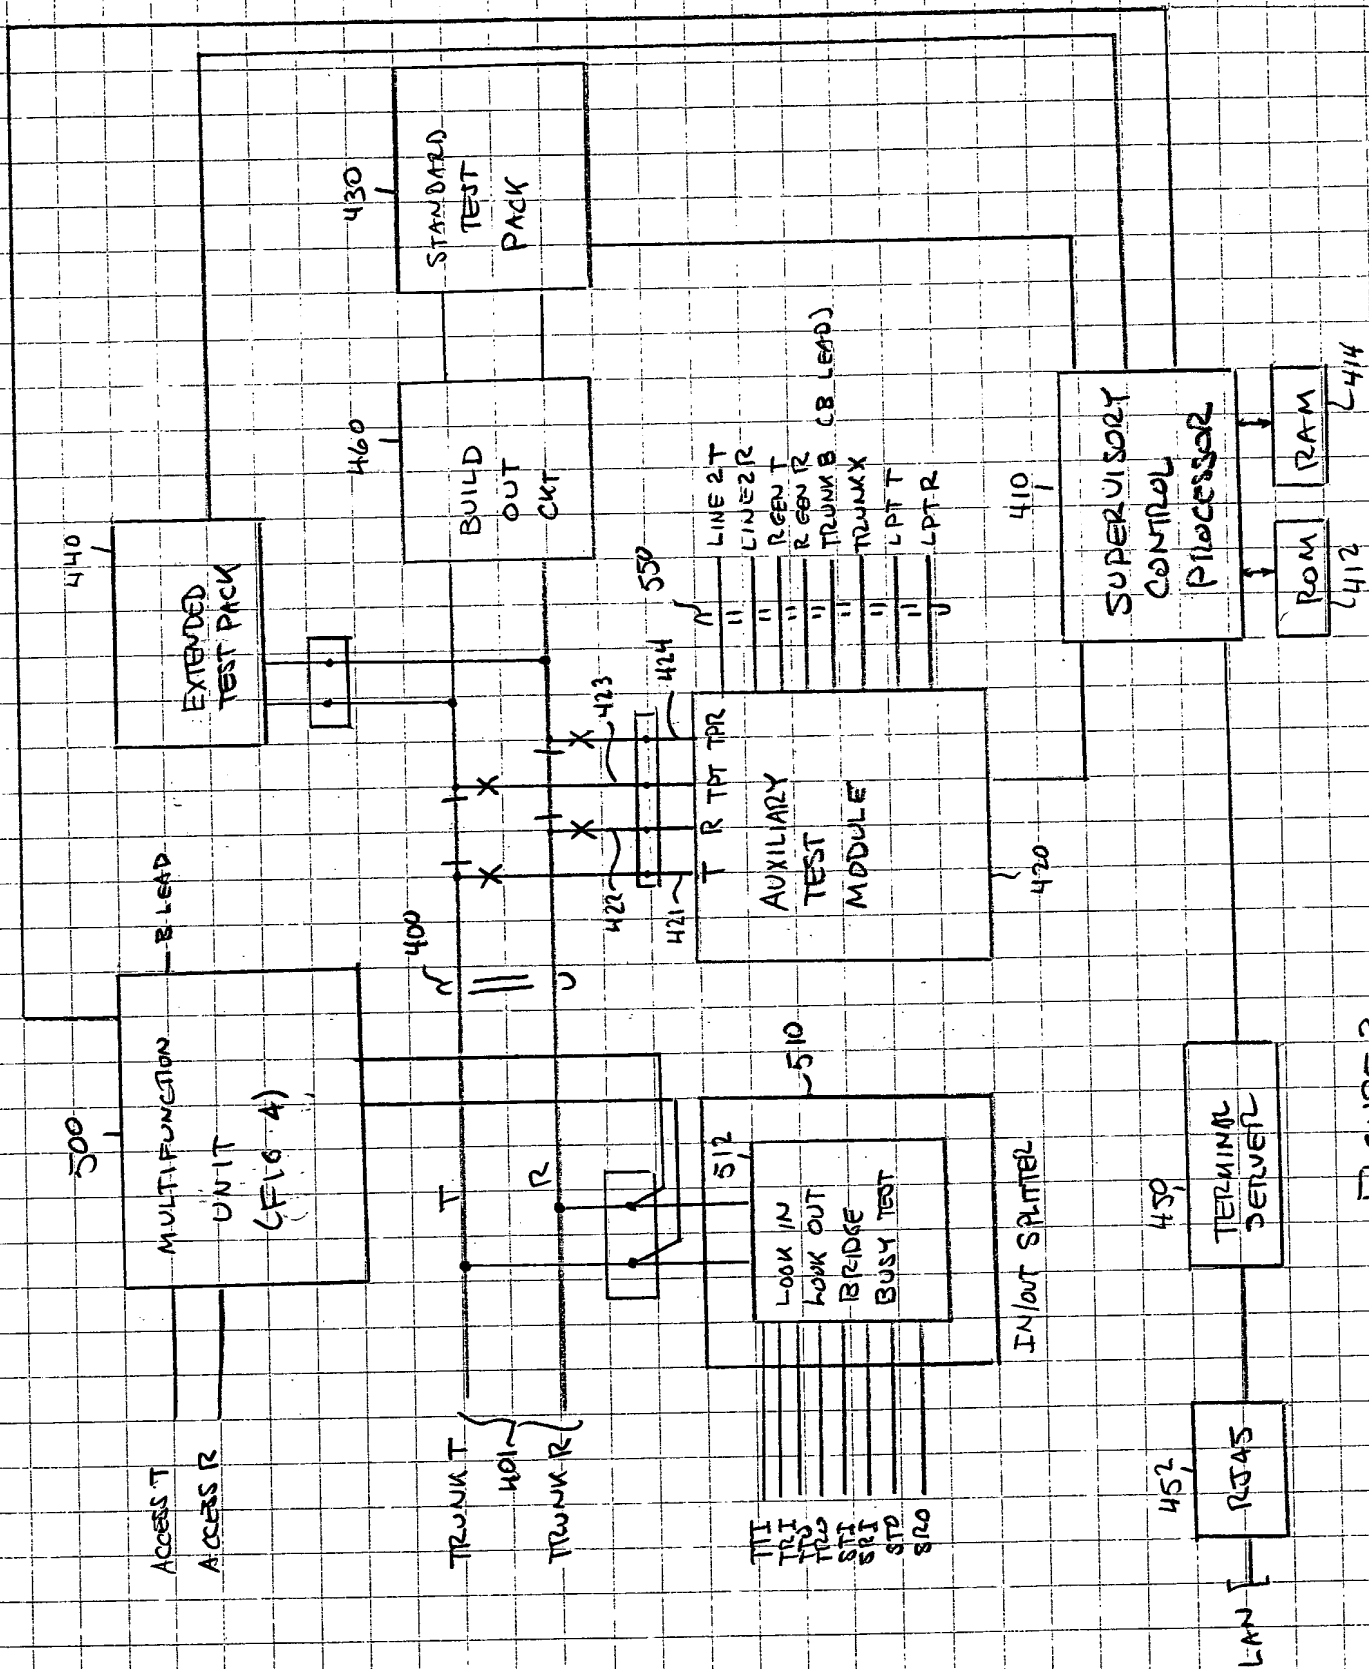 500
MULTIFUNCTION
UNIT
(FIG 4)
B LEAD
ACCESS T
ACCESS R
440
EXTENDED
TEST PACK
430
STANDARD
TEST
PACK
460
BUILD
OUT
CKT
400
T
R
TRUNK T
401
TRUNK R
422
423
421
424
T R TPT TPR
AUXILIARY
TEST
MODULE
420
550
LINE 2 T
LINE 2 R
RGEN T
RGEN R
TRUNK B (B LEAD)
TRUNK X
LPT T
LPT R
510
512
LOOK IN
LOOK OUT
BRIDGE
BUSY TEST
IN/OUT SPLITTER
TTI
TRI
TTO
TRO
STI
SRI
STO
SRO
410
SUPERVISORY
CONTROL
PROCESSOR
ROM
412
RAM
414
450
TERMINAL
SERVER
452
RJ45
LAN